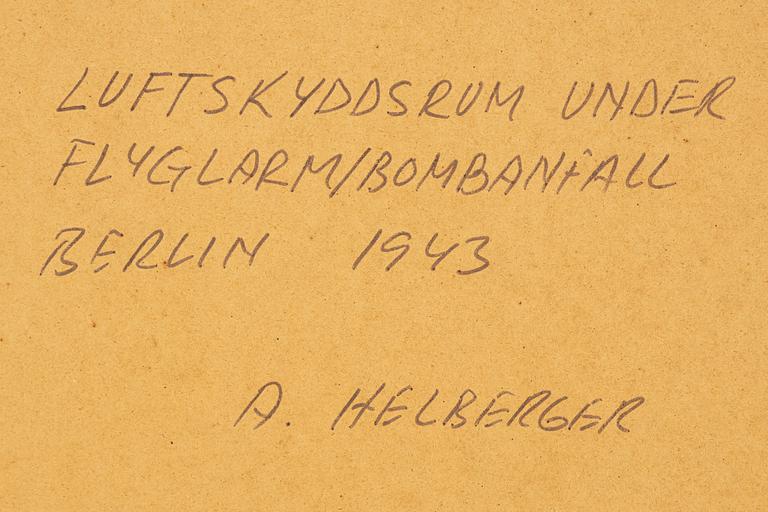 LUFTSKYDDSRUM UNDER
FLYGLARM/BOMBANFALL
BERLIN 1943
A. HELBERGER